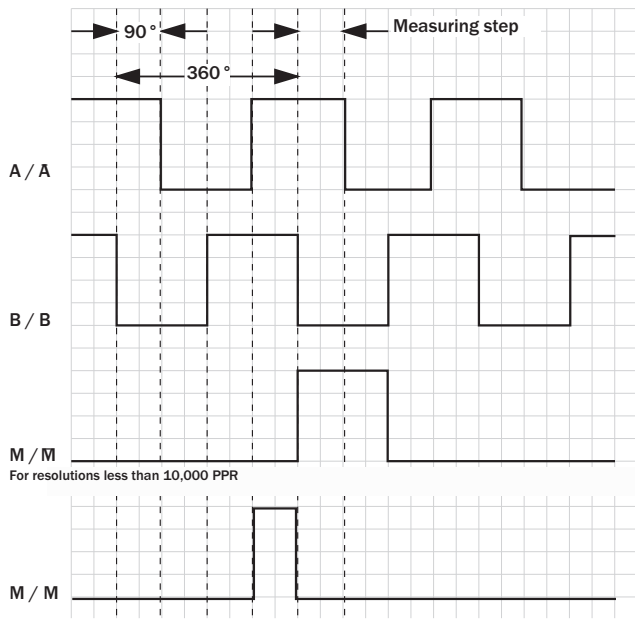 90° Measuring step
360°
A / Ā
B / B
M / M̅
For resolutions less than 10,000 PPR
M / M